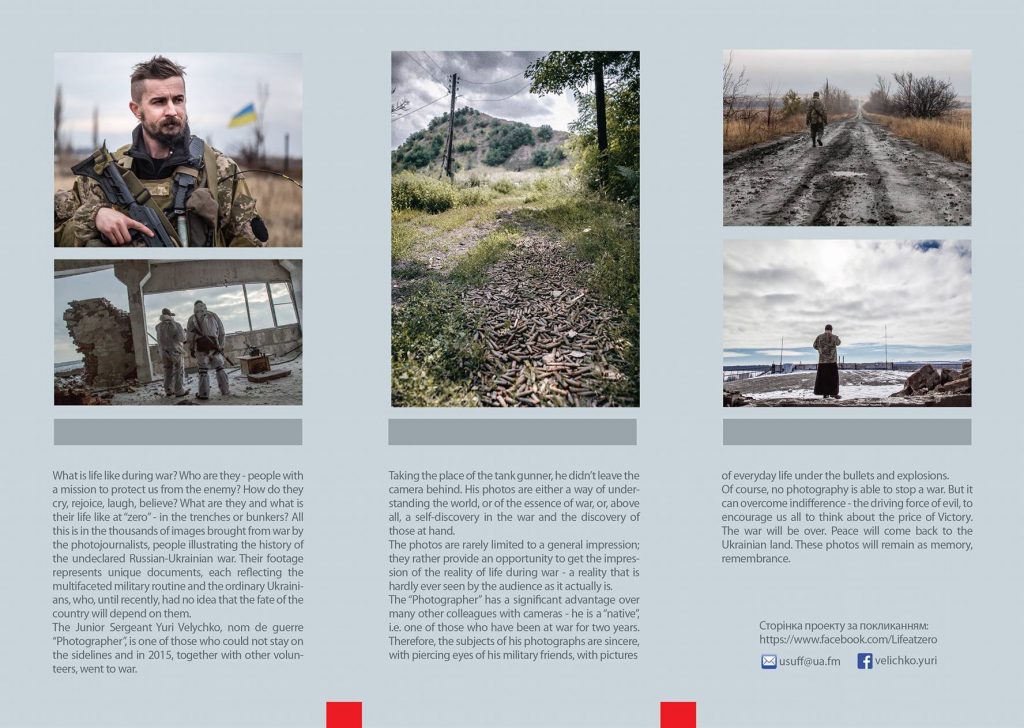 What is life like during war? Who are they - people with
a mission to protect us from the enemy? How do they
cry, rejoice, laugh, believe? What are they and what is
their life like at “zero” - in the trenches or bunkers? All
this is in the thousands of images brought from war by
the photojournalists, people illustrating the history of
the undeclared Russian-Ukrainian war. Their footage
represents unique documents, each reflecting the
multifaceted military routine and the ordinary Ukraini-
ans, who, until recently, had no idea that the fate of the
country will depend on them.
The Junior Sergeant Yuri Velychko, nom de guerre
“Photographer”, is one of those who could not stay on
the sidelines and in 2015, together with other volun-
teers, went to war.
Taking the place of the tank gunner, he didn’t leave the
camera behind. His photos are either a way of under-
standing the world, or of the essence of war, or, above
all, a self-discovery in the war and the discovery of
those at hand.
The photos are rarely limited to a general impression;
they rather provide an opportunity to get the impres-
sion of the reality of life during war - a reality that is
hardly ever seen by the audience as it actually is.
The “Photographer” has a significant advantage over
many other colleagues with cameras - he is a “native”,
i.e. one of those who have been at war for two years.
Therefore, the subjects of his photographs are sincere,
with piercing eyes of his military friends, with pictures
of everyday life under the bullets and explosions.
Of course, no photography is able to stop a war. But it
can overcome indifference - the driving force of evil, to
encourage us all to think about the price of Victory.
The war will be over. Peace will come back to the
Ukrainian land. These photos will remain as memory,
remembrance.
Сторінка проекту за покликанням:
https://www.facebook.com/Lifeatzero
usuff@ua.fm
velichko.yuri